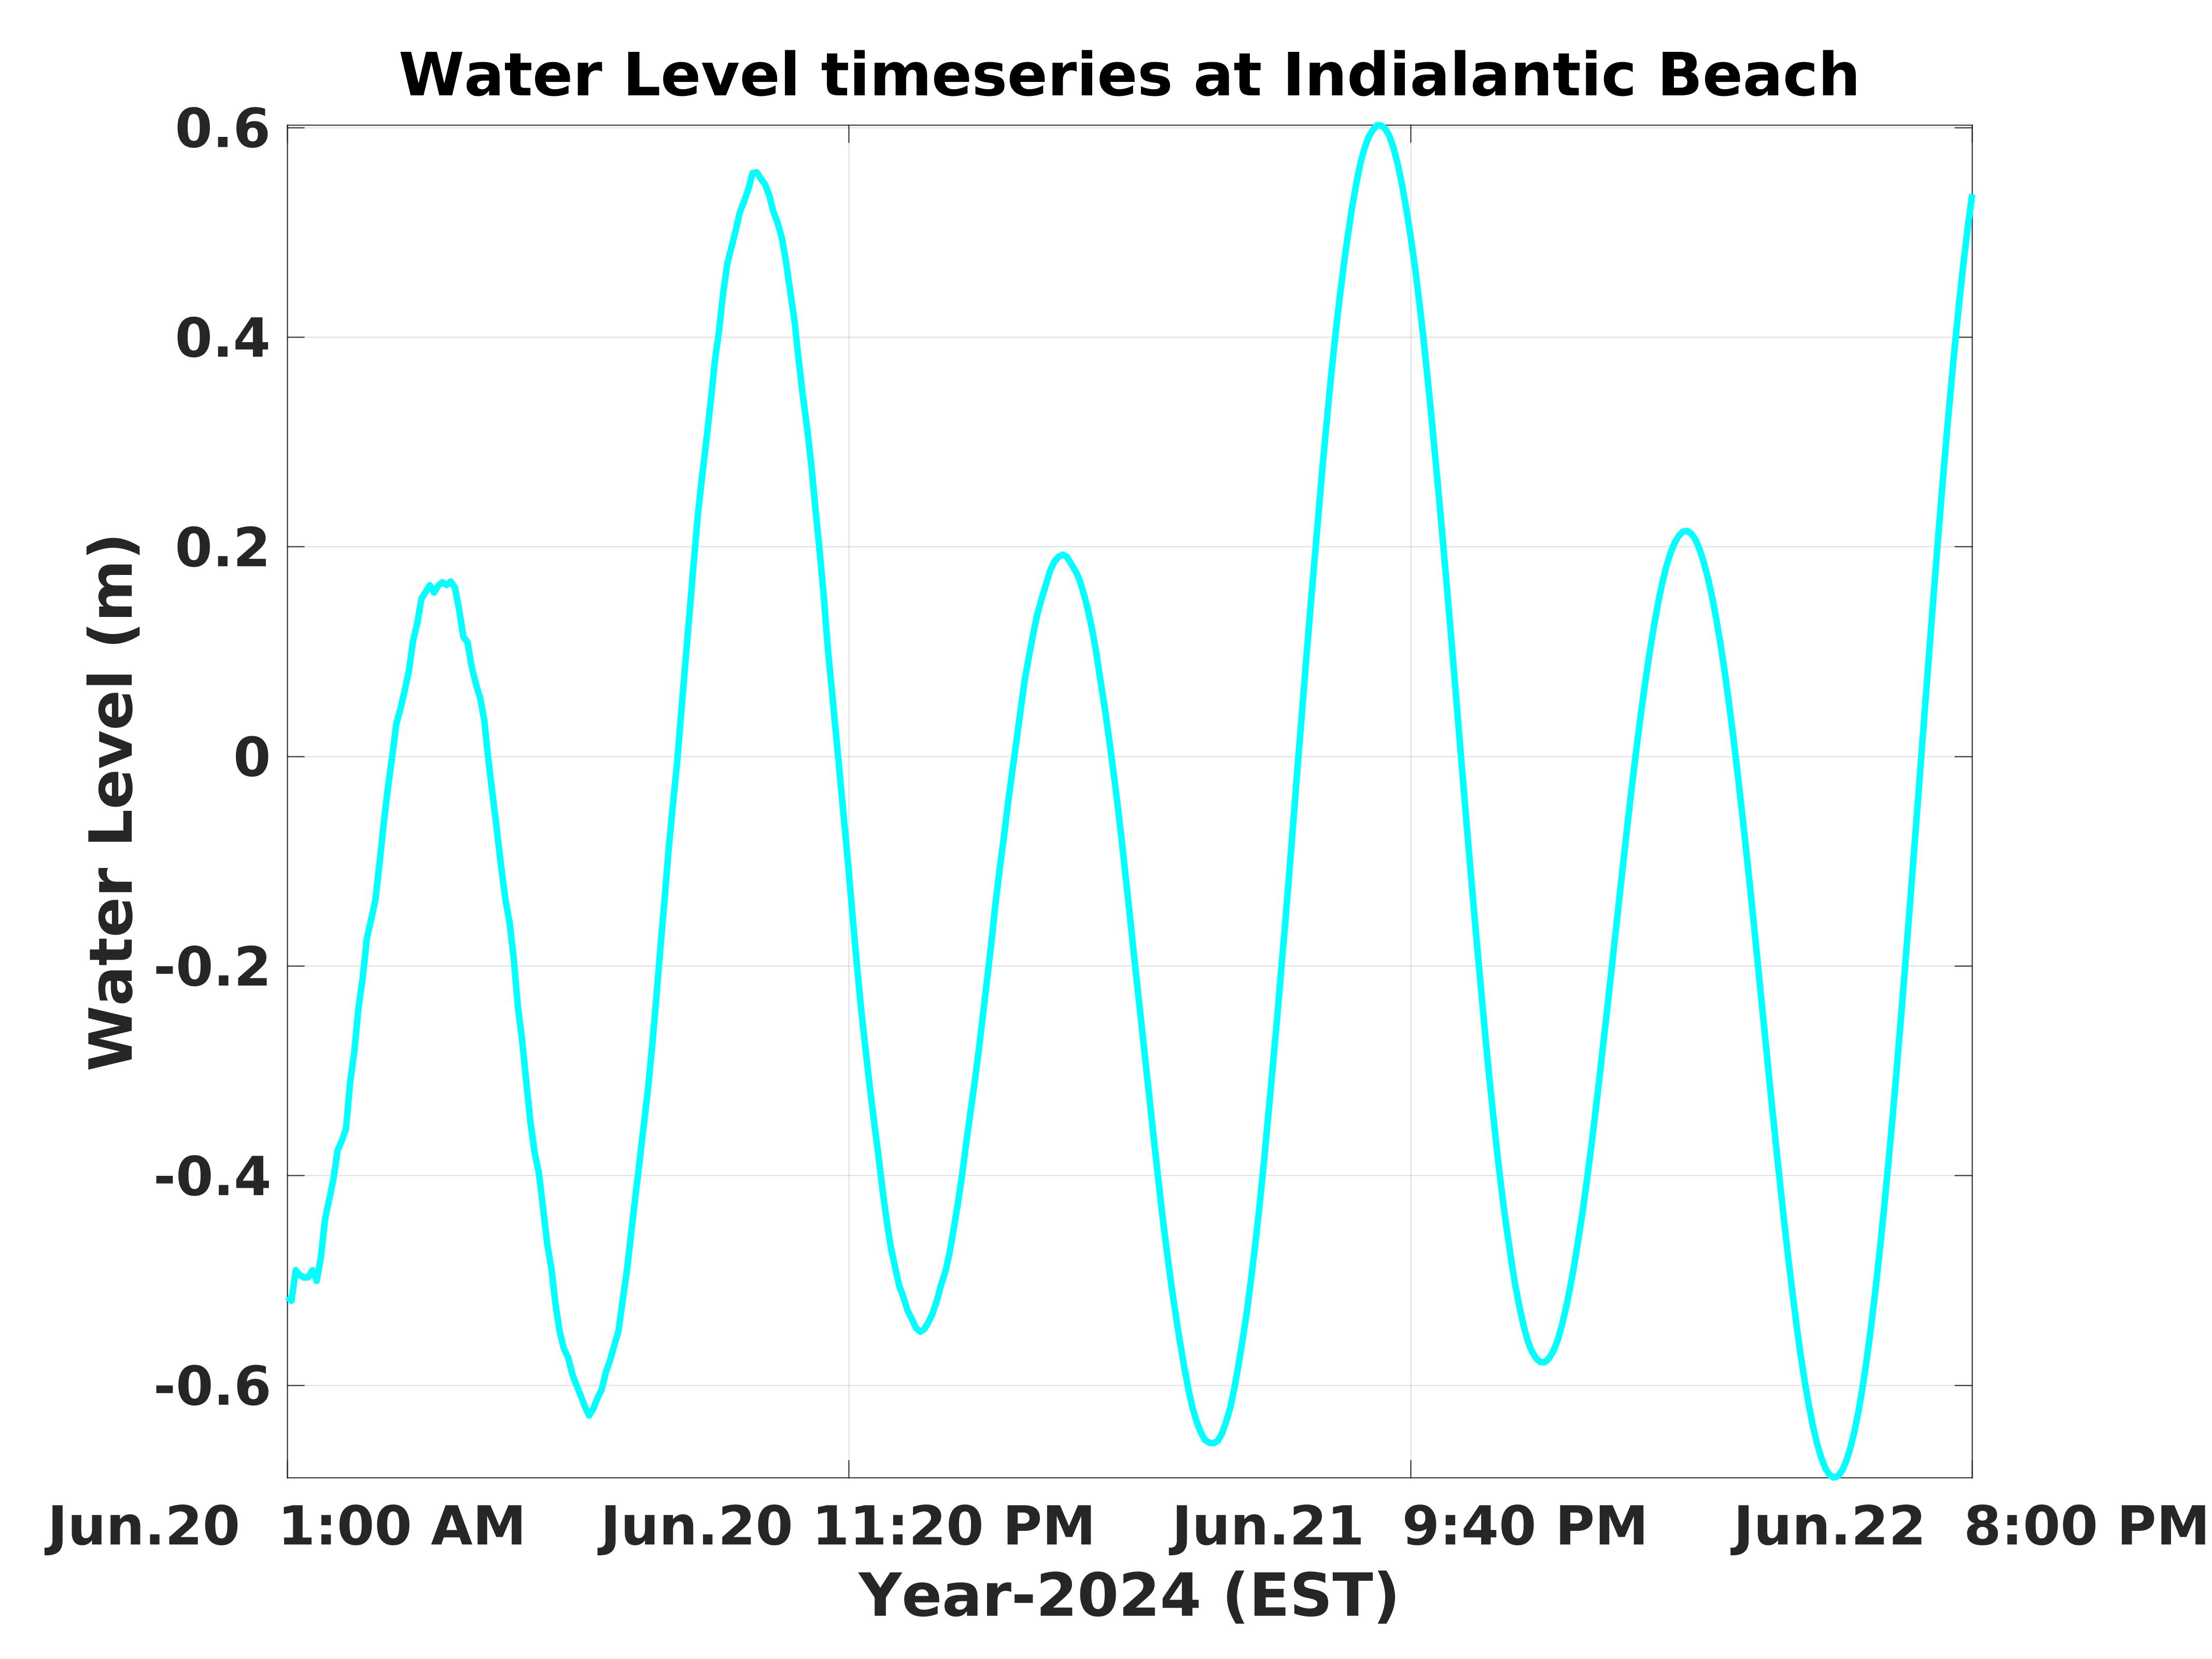 Water Level timeseries at Indialantic Beach
0.6
0.4
0.2
0
-0.2
-0.4
-0.6
Water Level (m)
Jun.20 1:00 AM Jun.20 11:20 PM Jun.21 9:40 PM Jun.22 8:00 PM
Year-2024 (EST)